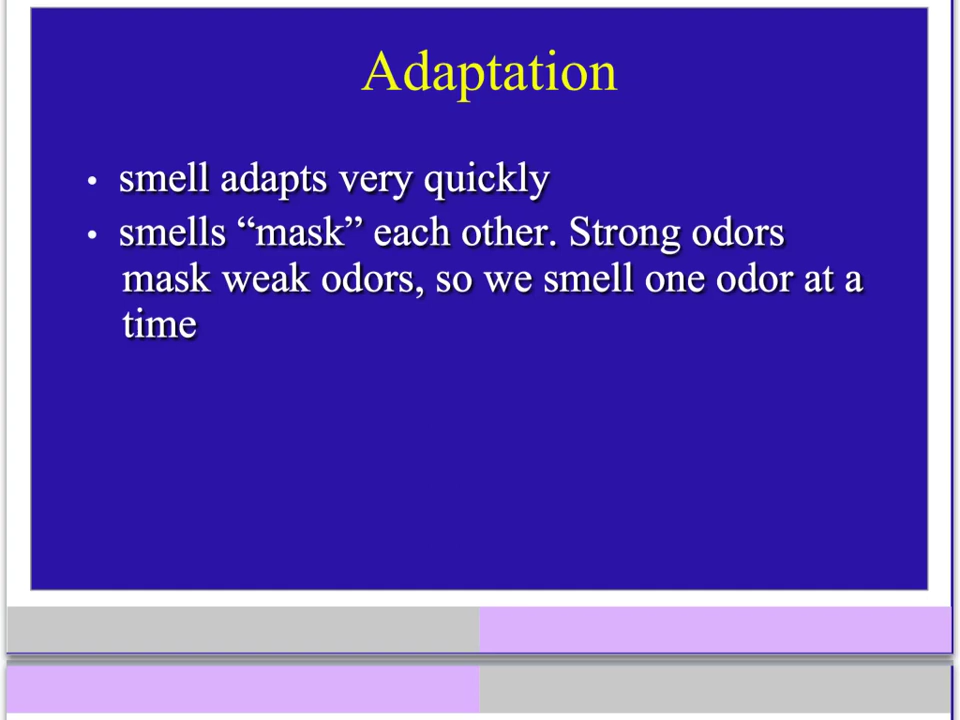 Adaptation
• smell adapts very quickly
• smells “mask” each other. Strong odors
mask weak odors, so we smell one odor at a
time